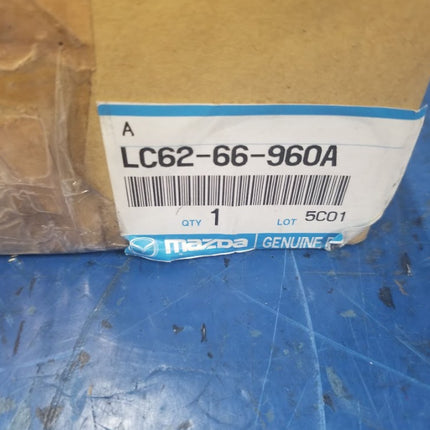 A
LC62-66-960A
QTY 1 LOT 5C01
mazda GENUINE